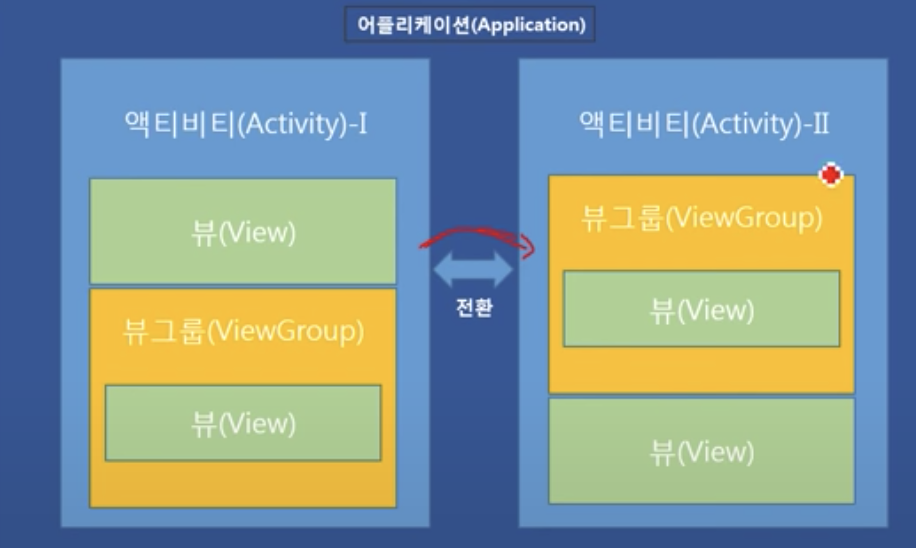 어플리케이션(Application)
액티비티(Activity)-I
뷰(View)
뷰그룹(ViewGroup)
뷰(View)
전환
액티비티(Activity)-II
뷰그룹(ViewGroup)
뷰(View)
뷰(View)